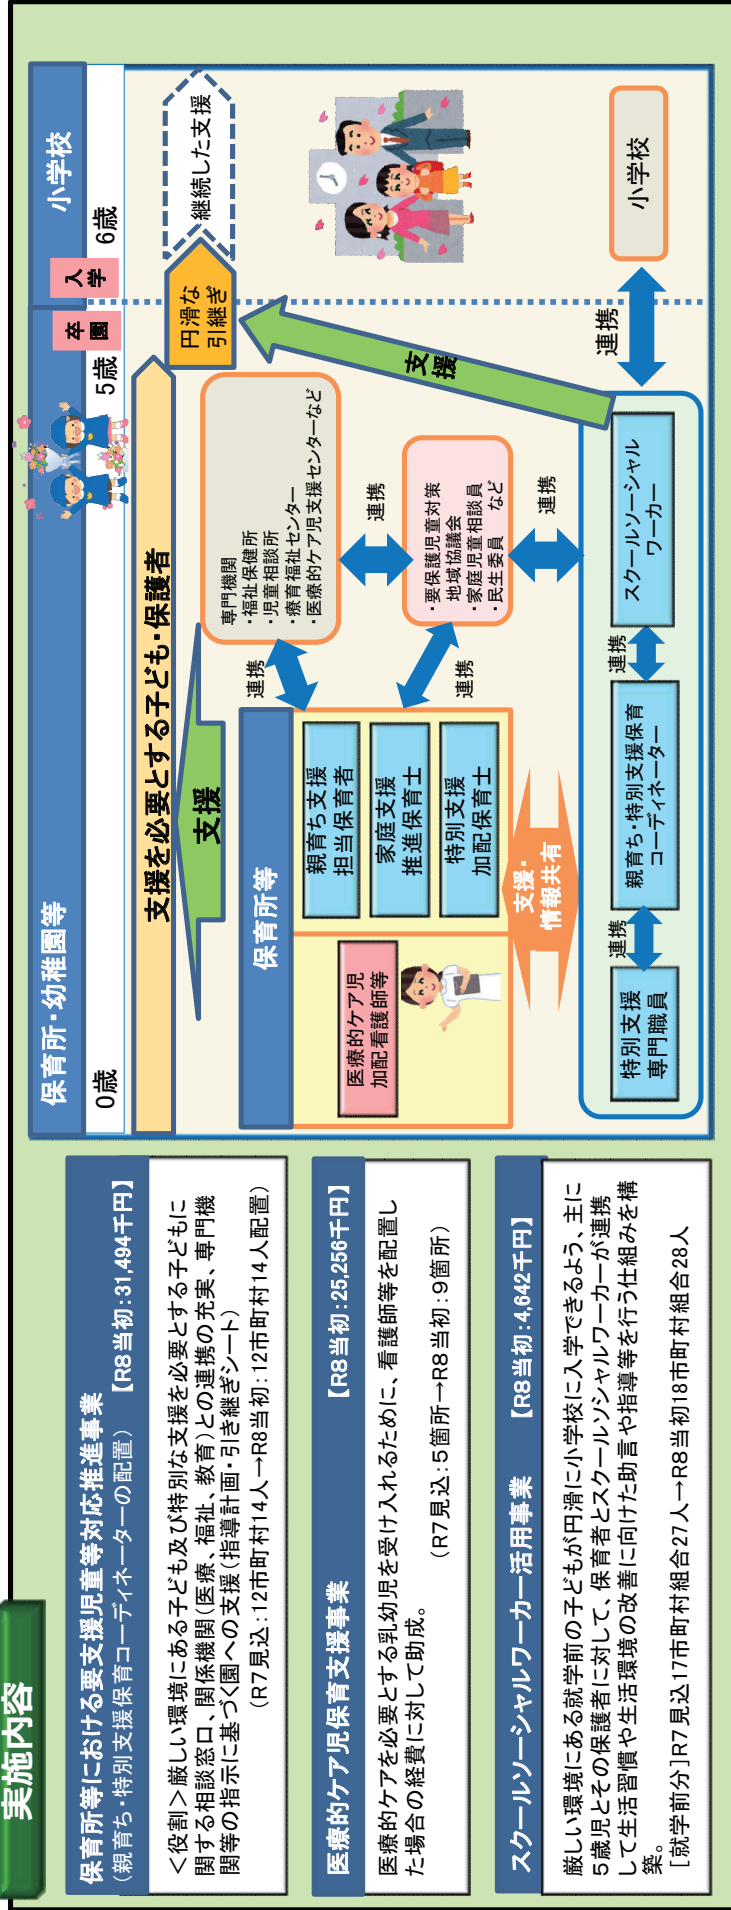 実施内容
保育所等における要支援児童等対応推進事業
(親育ち・特別支援保育コーディネーターの配置) 【R8当初:31,494千円】
＜役割＞厳しい環境にある子ども及び特別な支援を必要とする子どもに
関する相談窓口、関係機関(医療、福祉、教育)との連携の充実、専門機
関等の指示に基づく園への支援(指導計画・引き継ぎシート)
(R7見込:12市町村14人→R8当初:12市町村14人配置)
医療的ケア児保育支援事業 【R8当初:25,256千円】
医療的ケアを必要とする乳幼児を受け入れるために、看護師等を配置し
た場合の経費に対して助成。
(R7見込:5箇所→R8当初:9箇所)
スクールソーシャルワーカー活用事業 【R8当初:4,642千円】
厳しい環境にある就学前の子どもが円滑に小学校に入学できるよう、主に
5歳児とその保護者に対して、保育者とスクールソシャルワーカーが連携
して生活習慣や生活環境の改善に向けた助言や指導等を行う仕組みを構
築。
[就学前分]R7見込17市町村組合27人→R8当初18市町村組合28人
保育所・幼稚園等
小学校
0歳
5歳
6歳
卒園
入学
支援を必要とする子ども・保護者
円滑な
引継ぎ
継続した支援
支援
保育所等
医療的ケア児
加配看護師等
親育ち支援
担当保育者
家庭支援
推進保育士
特別支援
加配保育士
連携
連携
専門機関
・福祉保健所
・児童相談所
・療育福祉センター
・医療的ケア児支援センターなど
連携
・要保護児童対策
地域協議会
・家庭児童相談員
・民生委員 など
連携
支援
支援・
情報共有
特別支援
専門職員
連携
親育ち・特別支援保育
コーディネーター
連携
スクールソーシャル
ワーカー
連携
小学校